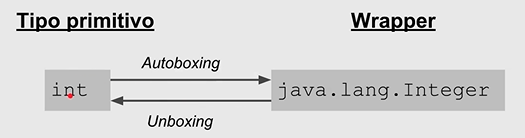 Tipo primitivo
Wrapper
Autoboxing
int
java.lang.Integer
Unboxing